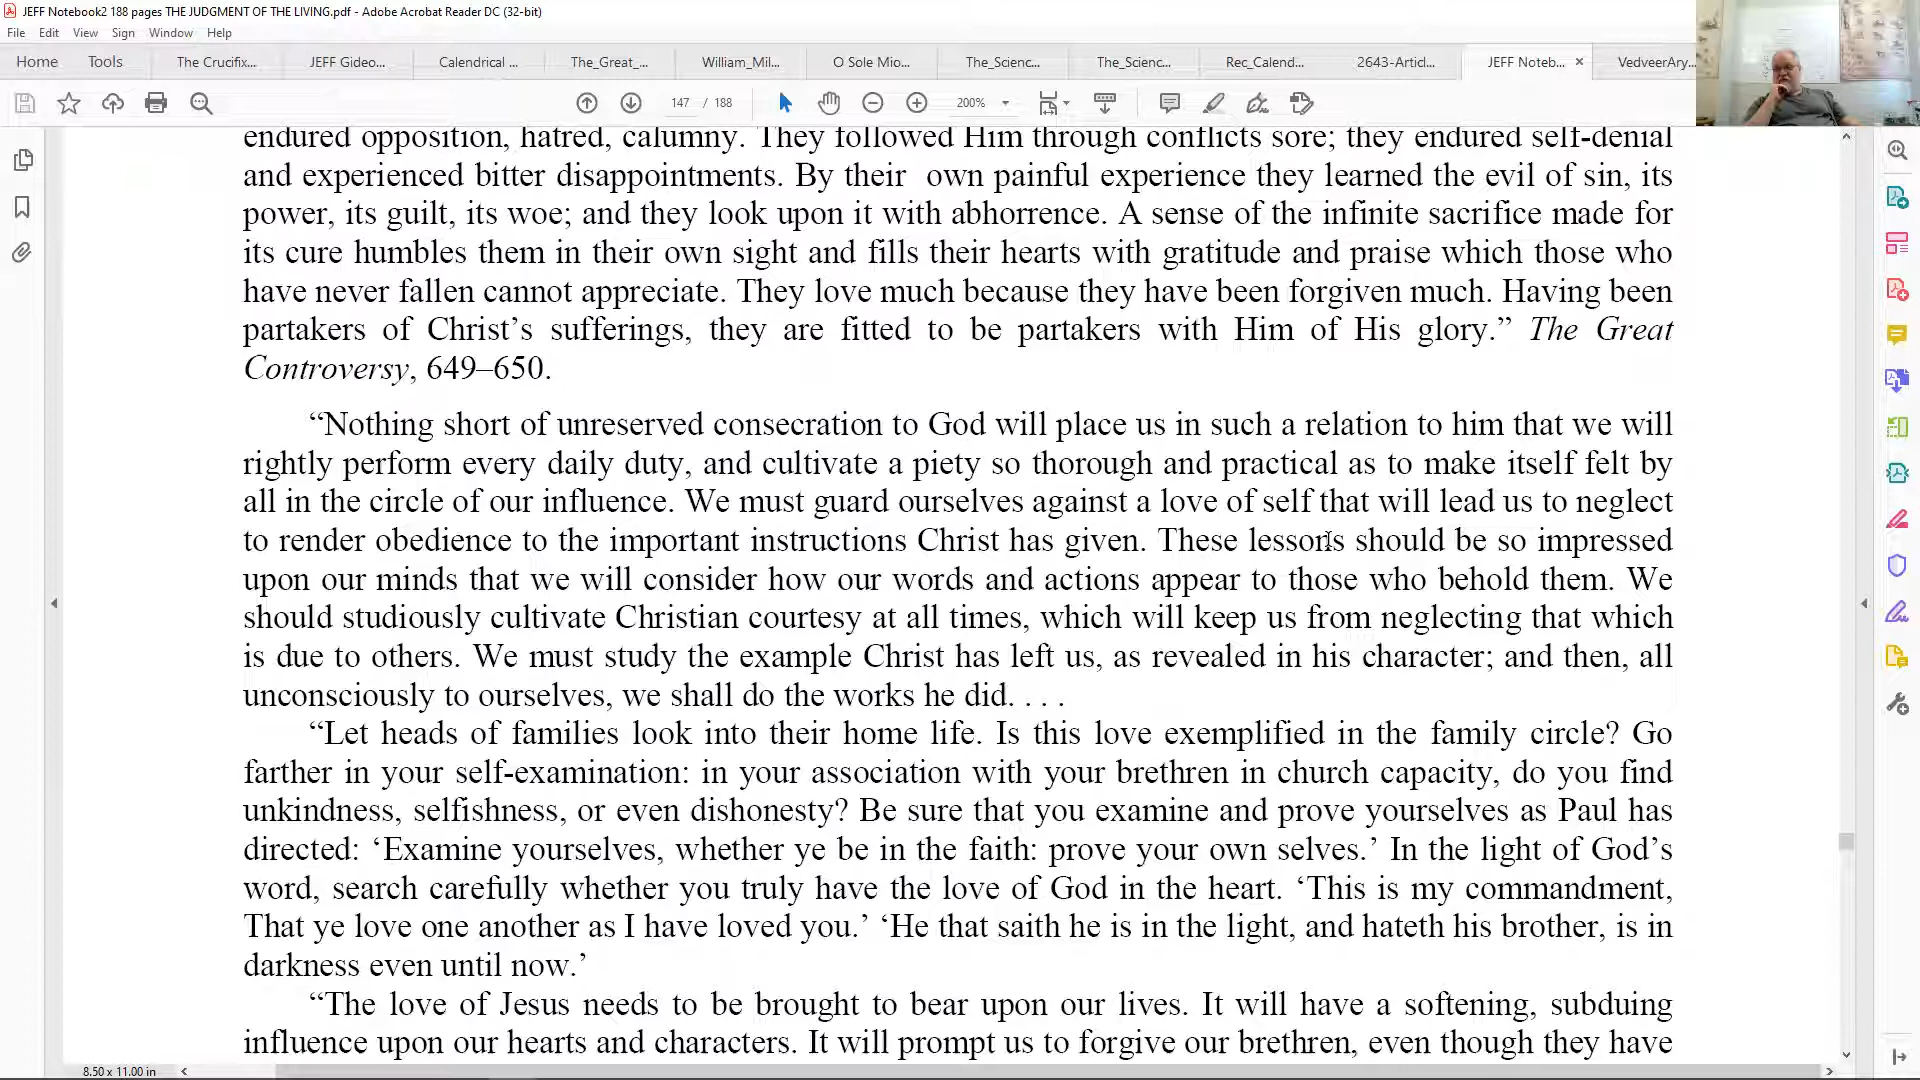 JEFF Notebook2 188 pages THE JUDGMENT OF THE LIVING.pdf - Adobe Acrobat Reader DC (32-bit)
File Edit View Sign Window Help
Home Tools The Crucifix... JEFF Gideo... Calendrical ... The_Great_... William_Mil... O Sole Mio... The_Scienc... The_Scienc... Rec_Calend... 2643-Articl... JEFF Noteb... × VedveerAry...
147 / 188 200%
endured opposition, hatred, calumny. They followed Him through conflicts sore; they endured self-denial
and experienced bitter disappointments. By their own painful experience they learned the evil of sin, its
power, its guilt, its woe; and they look upon it with abhorrence. A sense of the infinite sacrifice made for
its cure humbles them in their own sight and fills their hearts with gratitude and praise which those who
have never fallen cannot appreciate. They love much because they have been forgiven much. Having been
partakers of Christ’s sufferings, they are fitted to be partakers with Him of His glory.” The Great
Controversy, 649–650.
“Nothing short of unreserved consecration to God will place us in such a relation to him that we will
rightly perform every daily duty, and cultivate a piety so thorough and practical as to make itself felt by
all in the circle of our influence. We must guard ourselves against a love of self that will lead us to neglect
to render obedience to the important instructions Christ has given. These lessons should be so impressed
upon our minds that we will consider how our words and actions appear to those who behold them. We
should studiously cultivate Christian courtesy at all times, which will keep us from neglecting that which
is due to others. We must study the example Christ has left us, as revealed in his character; and then, all
unconsciously to ourselves, we shall do the works he did. . . .
“Let heads of families look into their home life. Is this love exemplified in the family circle? Go
farther in your self-examination: in your association with your brethren in church capacity, do you find
unkindness, selfishness, or even dishonesty? Be sure that you examine and prove yourselves as Paul has
directed: ‘Examine yourselves, whether ye be in the faith: prove your own selves.’ In the light of God’s
word, search carefully whether you truly have the love of God in the heart. ‘This is my commandment,
That ye love one another as I have loved you.’ ‘He that saith he is in the light, and hateth his brother, is in
darkness even until now.’
“The love of Jesus needs to be brought to bear upon our lives. It will have a softening, subduing
influence upon our hearts and characters. It will prompt us to forgive our brethren, even though they have
8.50 x 11.00 in